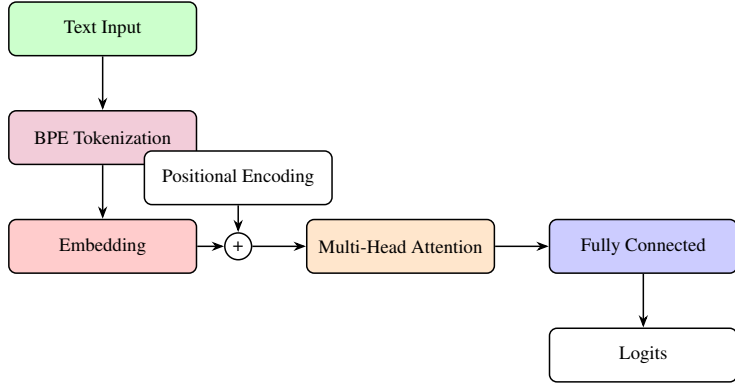 Text Input
BPE Tokenization
Positional Encoding
Embedding
+
Multi-Head Attention
Fully Connected
Logits